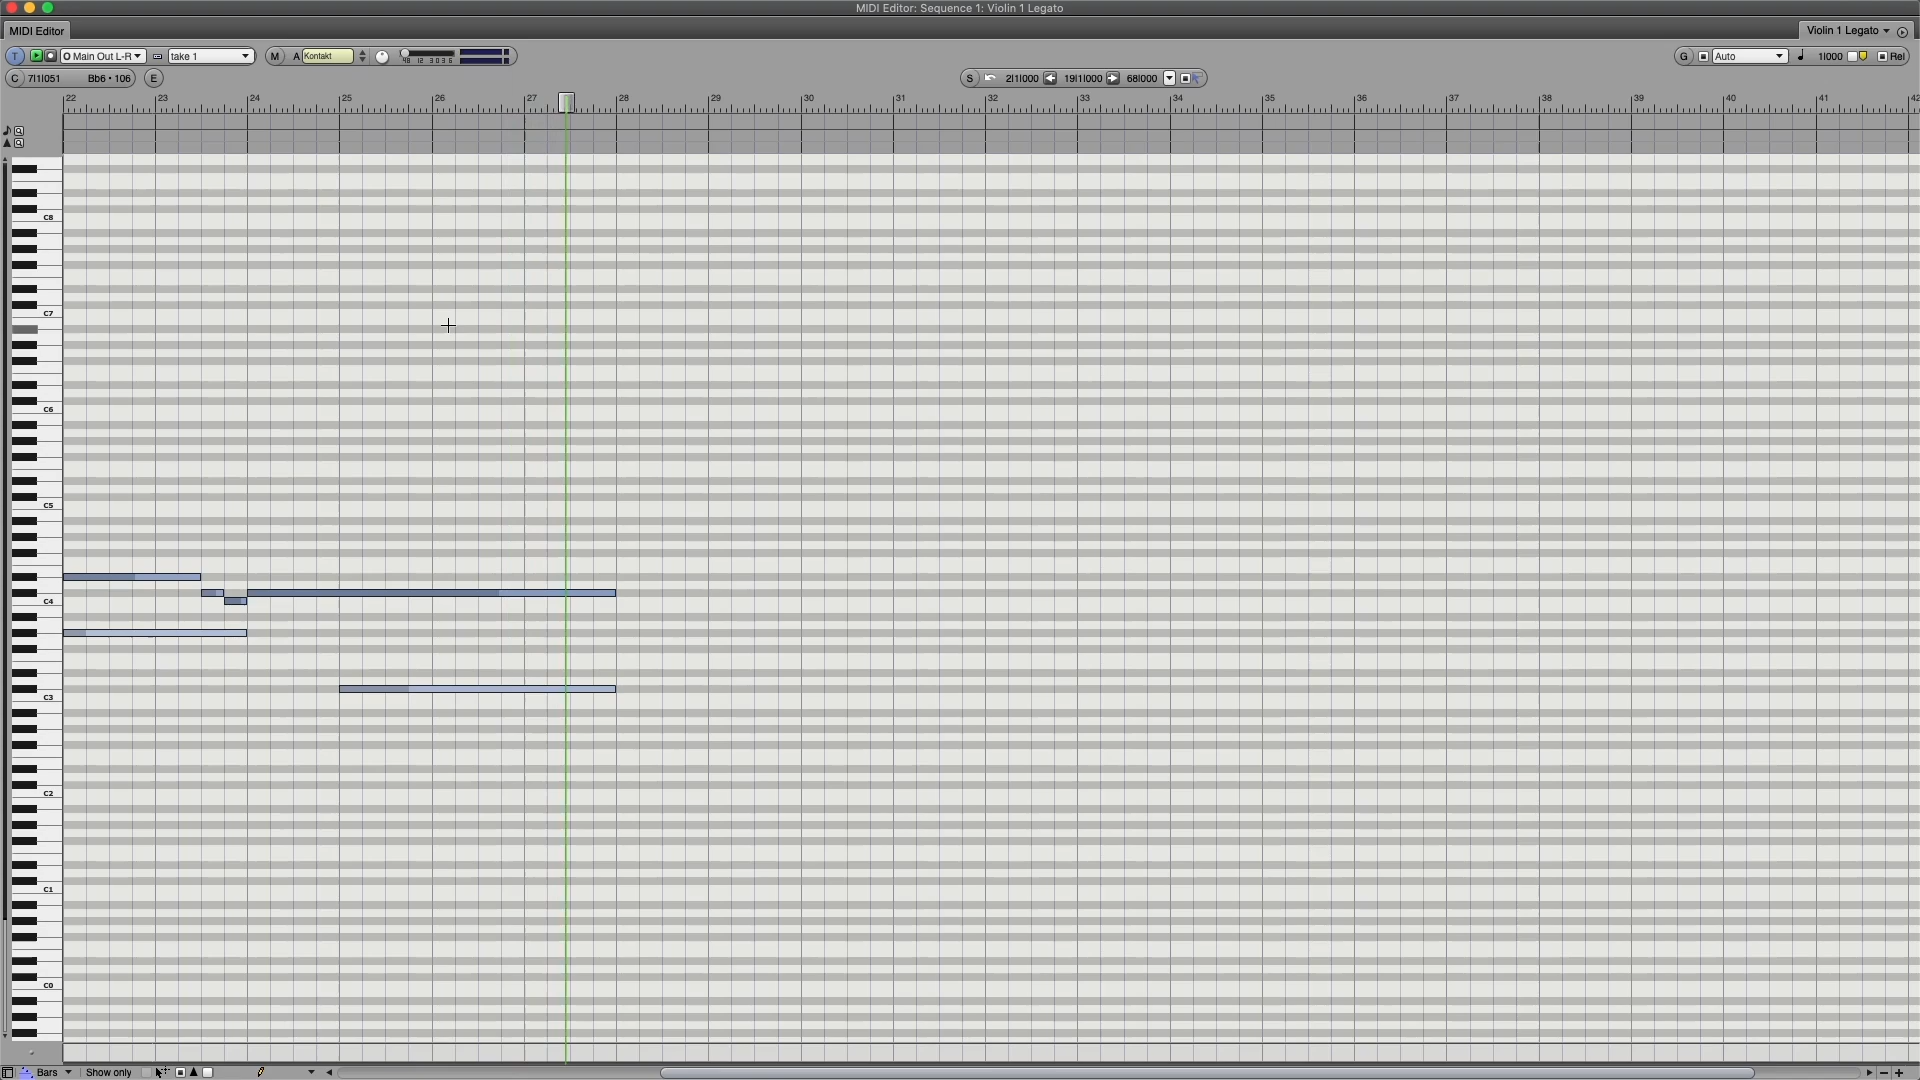 MIDI Editor: Sequence 1: Violin 1 Legato
MIDI Editor
Violin 1 Legato
T Main Out L-R take 1 M A Kontakt G Auto 1|000 Rel
C 7|1|051 Bb6 • 106 E S 2|1|000 19|1|000 68|000
22 23 24 25 26 27 28 29 30 31 32 33 34 35 36 37 38 39 40 41 42
C8
C7
C6
C5
C4
C3
C2
C1
C0
Bars Show only